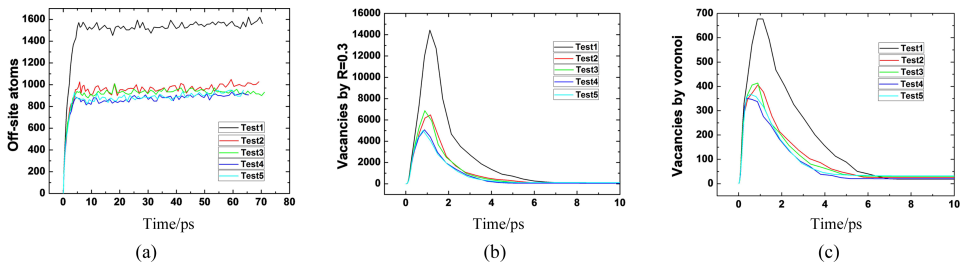 Off-site atoms
1600
1400
1200
1000
800
600
400
200
0
0 10 20 30 40 50 60 70 80
Test1
Test2
Test3
Test4
Test5
Time/ps
(a)
Vacancies by R=0,3
16000
14000
12000
10000
8000
6000
4000
2000
0
0 2 4 6 8 10
Test1
Test2
Test3
Test4
Test5
Time/ps
(b)
Vacancies by voronoi
700
600
500
400
300
200
100
0
0 2 4 6 8 10
Test1
Test2
Test3
Test4
Test5
Time/ps
(c)